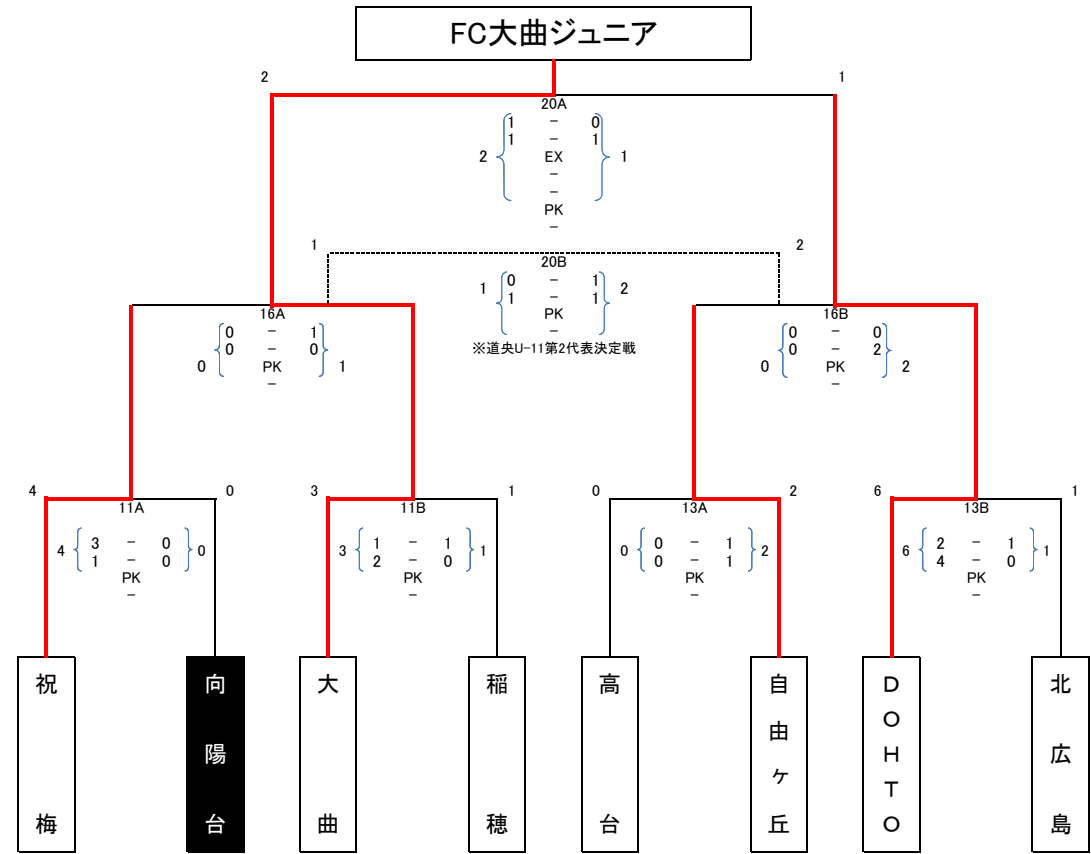 FC大曲ジュニア
2 1
20A
1 - 0
1 - 1
2 EX 1
-
-
PK
-
1 2
20B
0 - 1
1 2
1 - 1
PK
-
※道央U-11第2代表決定戦
16A 16B
0 - 1 0 - 0
0 - 0 0 - 2
0 PK 1 0 PK 2
- -
4 0 3 1 0 2 6 1
11A 11B 13A 13B
3 - 0 1 - 1 0 - 1 2 - 1
4 0 3 1 0 2 6 1
1 - 0 2 - 0 0 - 1 4 - 0
PK PK PK PK
- - - -
祝梅
向陽台
大曲
稲穂
高台
自由ヶ丘
DOHTO
北広島